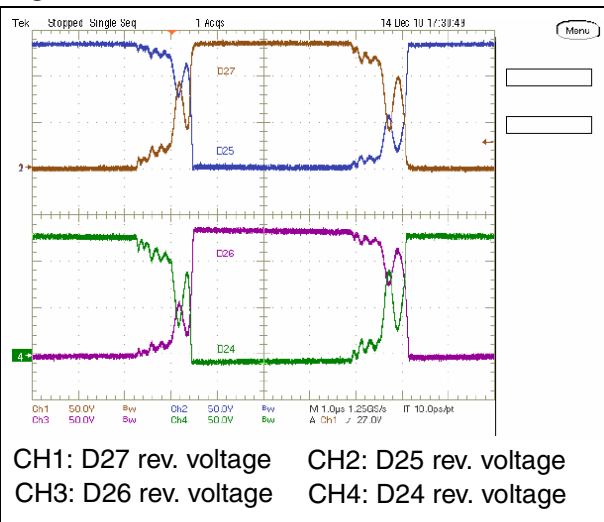 Tek Stopped Single Seq 1 Acqs 14 Dec 10 17:30:49
Menu
D27
D25
2
D26
D24
4
Ch1 50.0V Bw Ch2 50.0V Bw M 1.0µs 1.25GS/s IT 10.0ps/pt
Ch3 50.0V Bw Ch4 50.0V Bw A Ch1 27.0V
CH1: D27 rev. voltage CH2: D25 rev. voltage
CH3: D26 rev. voltage CH4: D24 rev. voltage